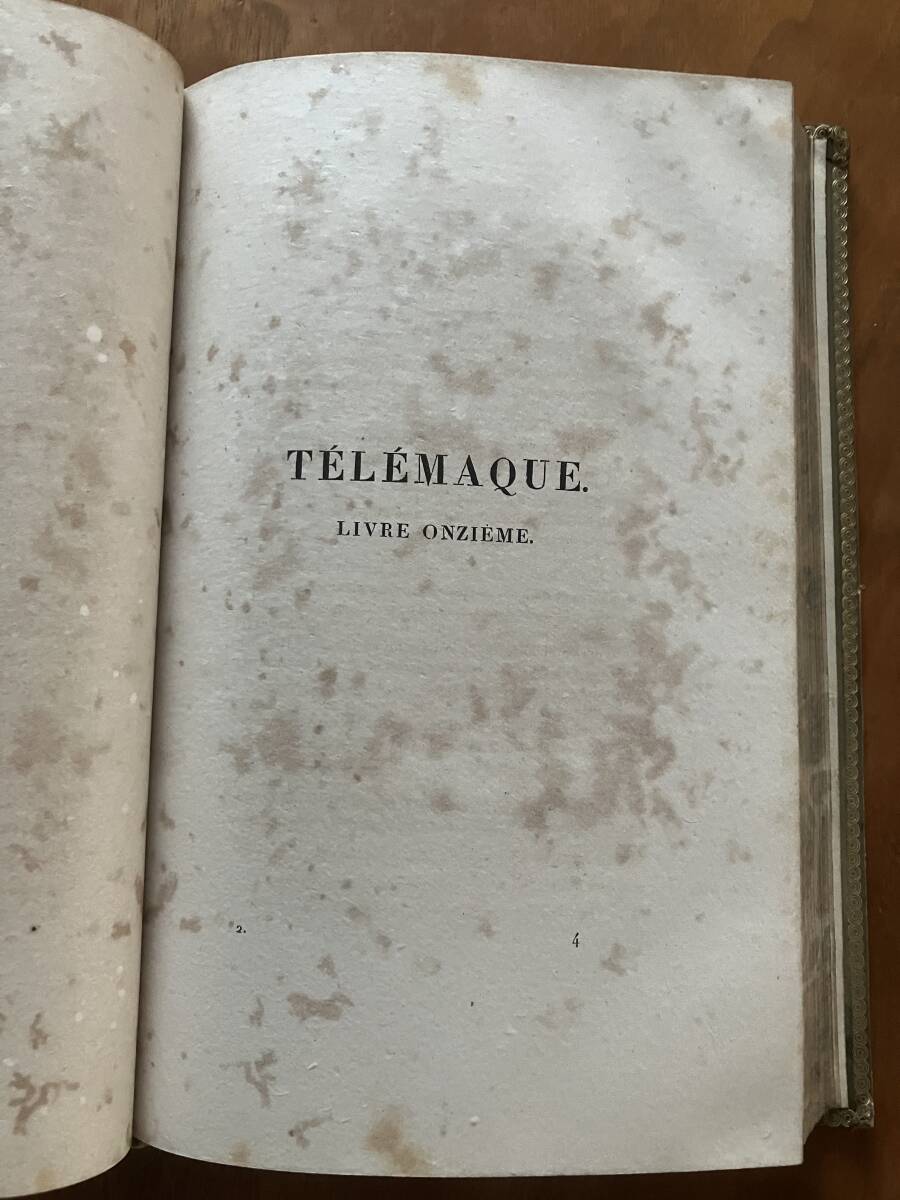 TÉLÉMAQUE.
LIVRE ONZIÈME.
2. 4